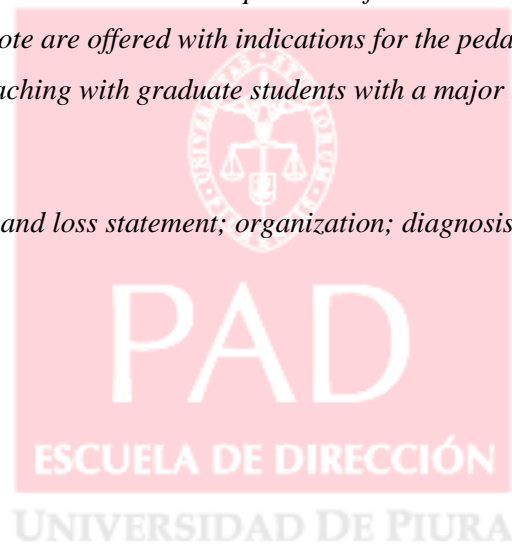 ote are offered with indications for the peda
aching with graduate students with a major
and loss statement; organization; diagnosis
PAD
ESCUELA DE DIRECCIÓN
UNIVERSIDAD DE PIURA